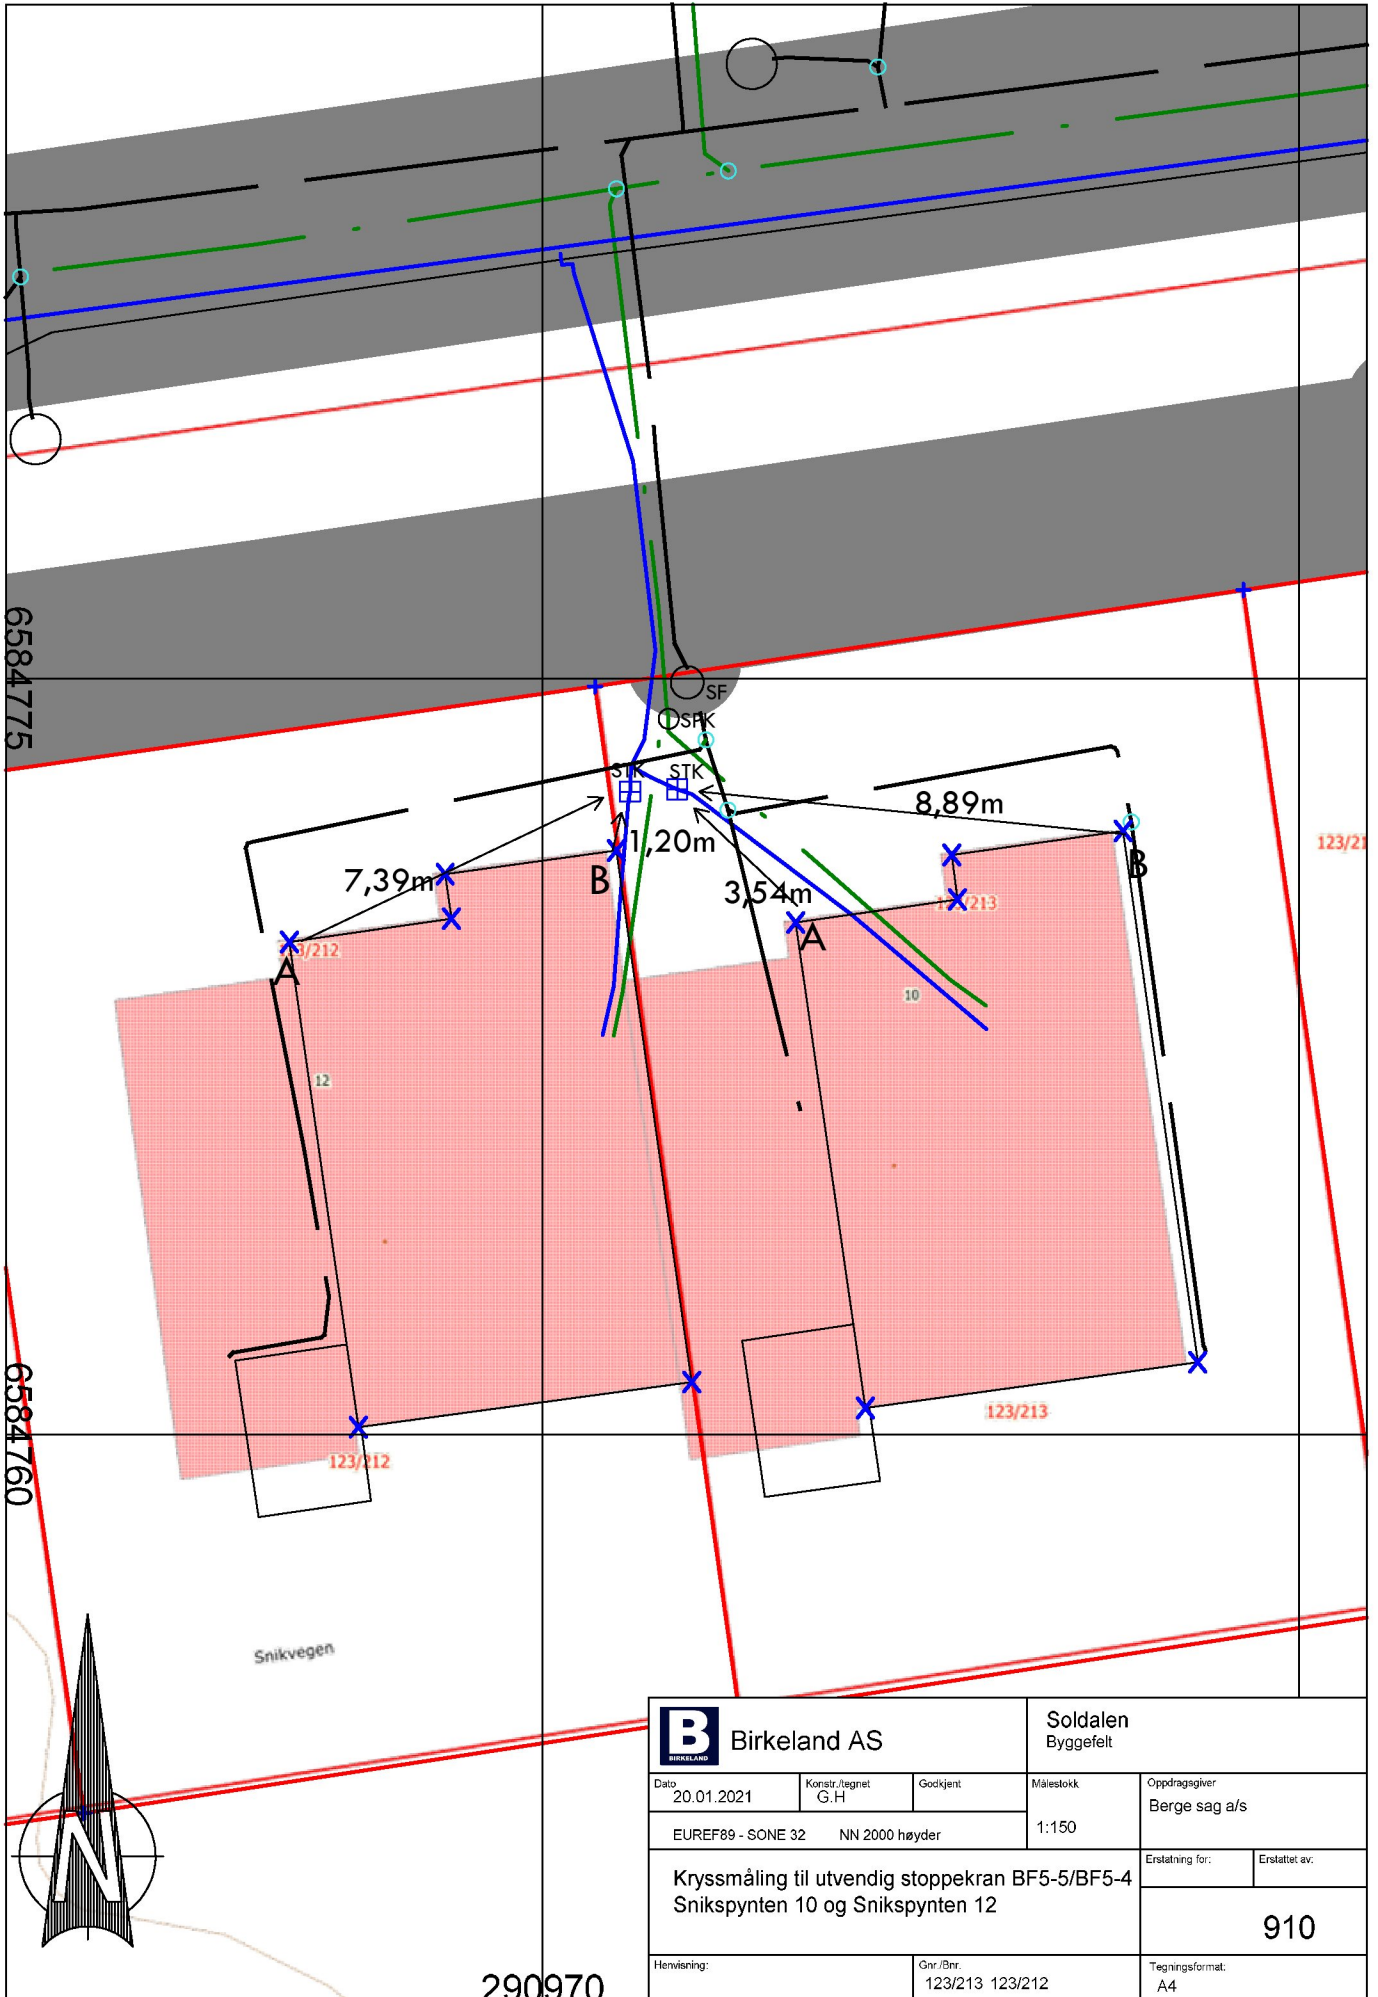 6584775
SF
SPK
STK
STK
8,89m
1,20m
7,39m
B
3,54m
B
A
A
123/21
123/213
123/212
10
12
6584760
123/213
123/212
Snikvegen
N
290970
B
BIRKELAND
Birkeland AS
Soldalen
Byggefelt
Dato
20.01.2021
Konstr./tegnet
G.H
Godkjent
Målestokk
1:150
Oppdragsgiver
Berge sag a/s
EUREF89 - SONE 32 NN 2000 høyder
Erstatning for:
Erstattet av:
Kryssmåling til utvendig stoppekran BF5-5/BF5-4
Snikspynten 10 og Snikspynten 12
910
Henvisning:
Gnr./Bnr.
123/213 123/212
Tegningsformat:
A4